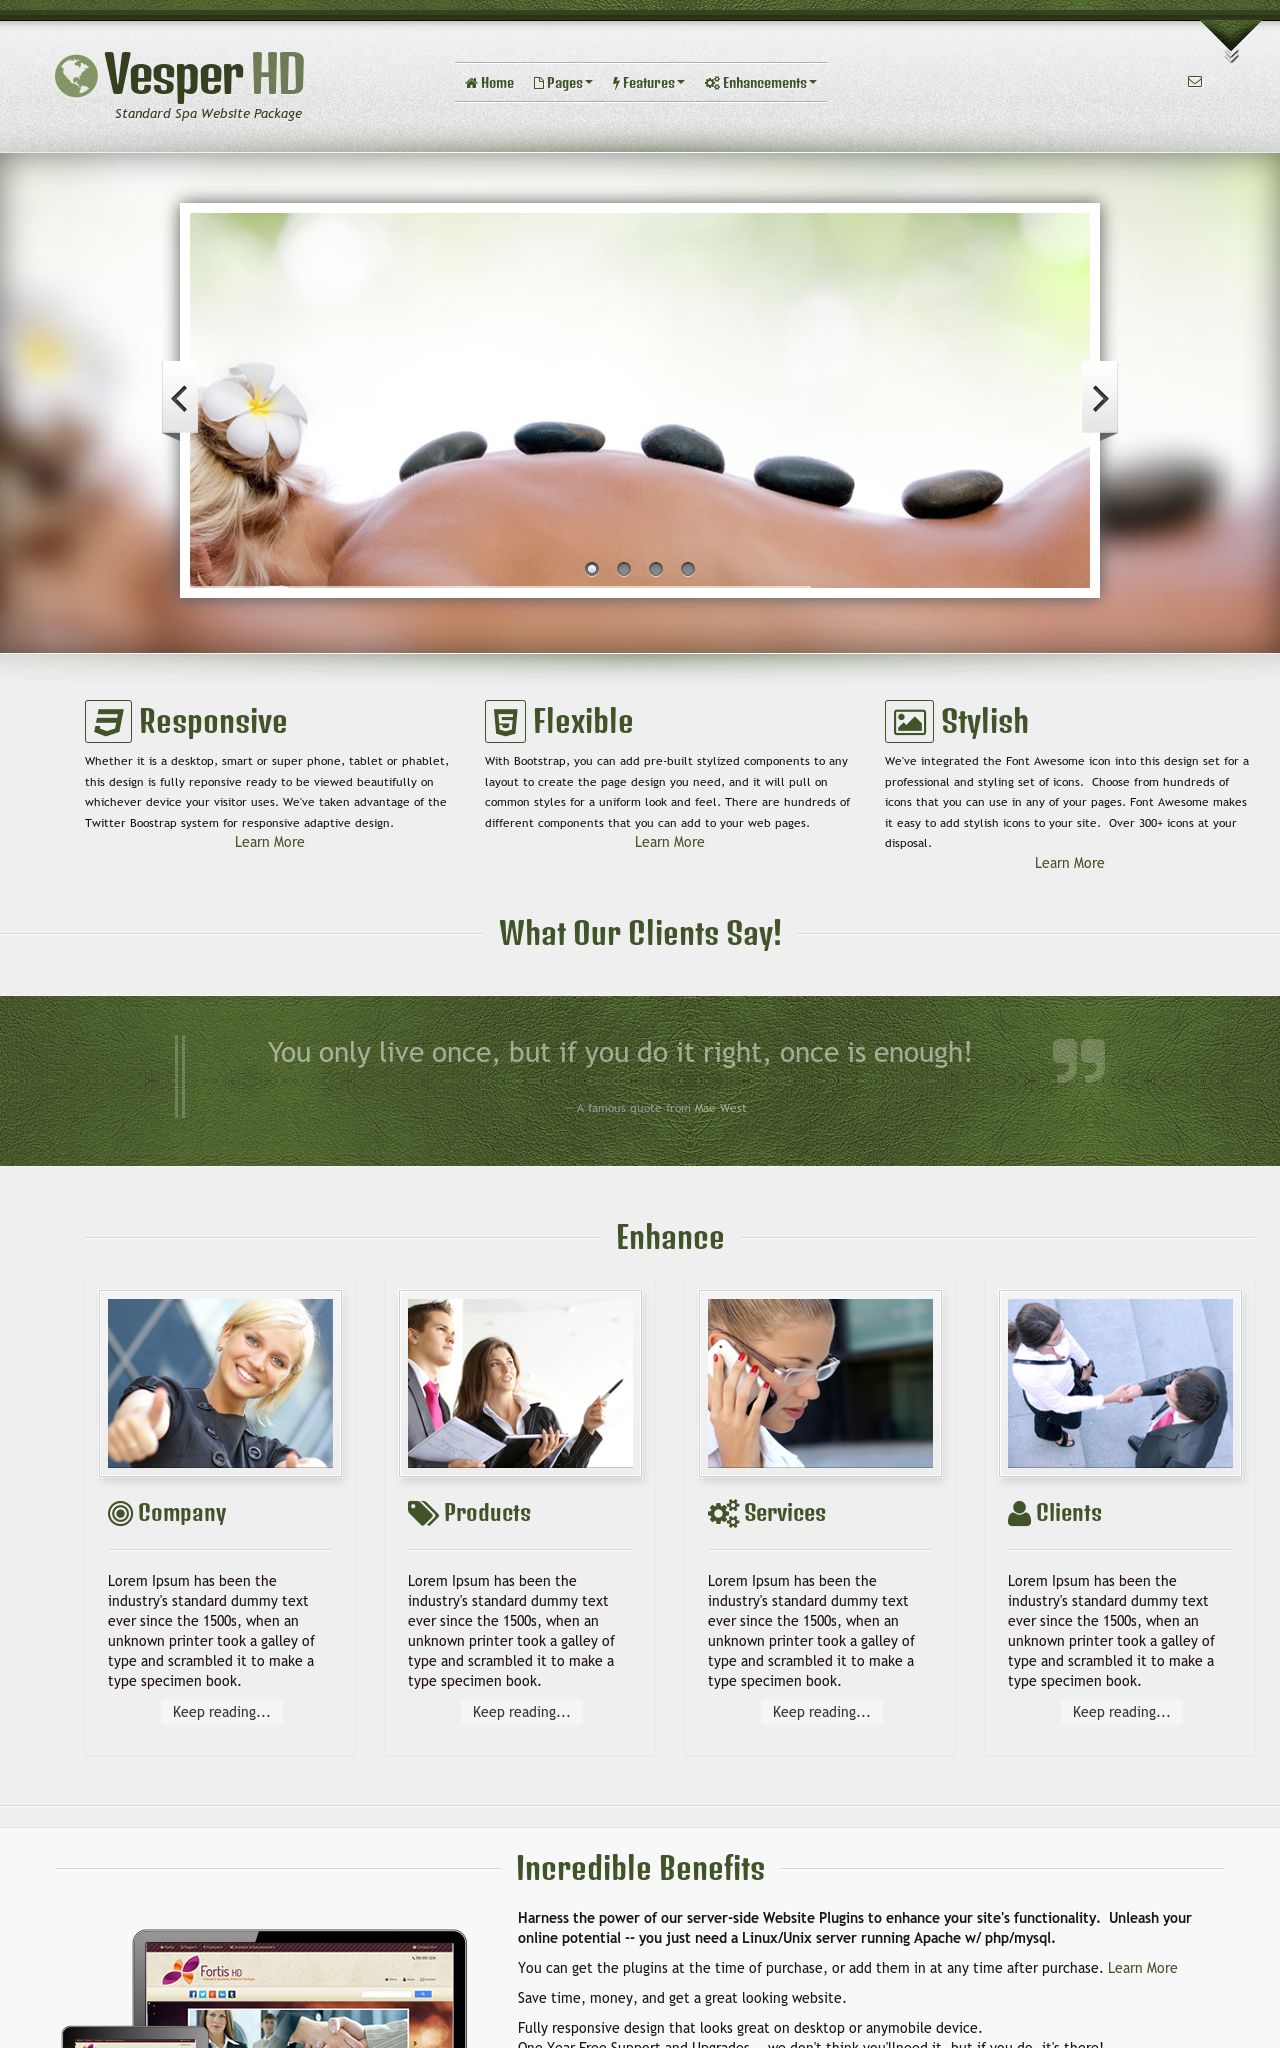 Vesper HD
Standard Spa Website Package
Home Pages Features Enhancements
Responsive
Whether it is a desktop, smart or super phone, tablet or phablet,
this design is fully reponsive ready to be viewed beautifully on
whichever device your visitor uses. We've taken advantage of the
Twitter Boostrap system for responsive adaptive design.
Learn More
Flexible
With Bootstrap, you can add pre-built stylized components to any
layout to create the page design you need, and it will pull on
common styles for a uniform look and feel. There are hundreds of
different components that you can add to your web pages.
Learn More
Stylish
We've integrated the Font Awesome icon into this design set for a
professional and styling set of icons.  Choose from hundreds of
icons that you can use in any of your pages. Font Awesome makes
it easy to add stylish icons to your site.  Over 300+ icons at your
disposal.
Learn More
What Our Clients Say!
You only live once, but if you do it right, once is enough!
— A famous quote from Mae West
Enhance
Company
Lorem Ipsum has been the
industry's standard dummy text
ever since the 1500s, when an
unknown printer took a galley of
type and scrambled it to make a
type specimen book.
Keep reading...
Products
Lorem Ipsum has been the
industry's standard dummy text
ever since the 1500s, when an
unknown printer took a galley of
type and scrambled it to make a
type specimen book.
Keep reading...
Services
Lorem Ipsum has been the
industry's standard dummy text
ever since the 1500s, when an
unknown printer took a galley of
type and scrambled it to make a
type specimen book.
Keep reading...
Clients
Lorem Ipsum has been the
industry's standard dummy text
ever since the 1500s, when an
unknown printer took a galley of
type and scrambled it to make a
type specimen book.
Keep reading...
Incredible Benefits
Fortis HD
Harness the power of our server-side Website Plugins to enhance your site's functionality.  Unleash your
online potential -- you just need a Linux/Unix server running Apache w/ php/mysql.
You can get the plugins at the time of purchase, or add them in at any time after purchase. Learn More
Save time, money, and get a great looking website.
Fully responsive design that looks great on desktop or anymobile device.
One Year Free Support and Upgrades -- we don't think you'llneed it, but if you do, it's there!